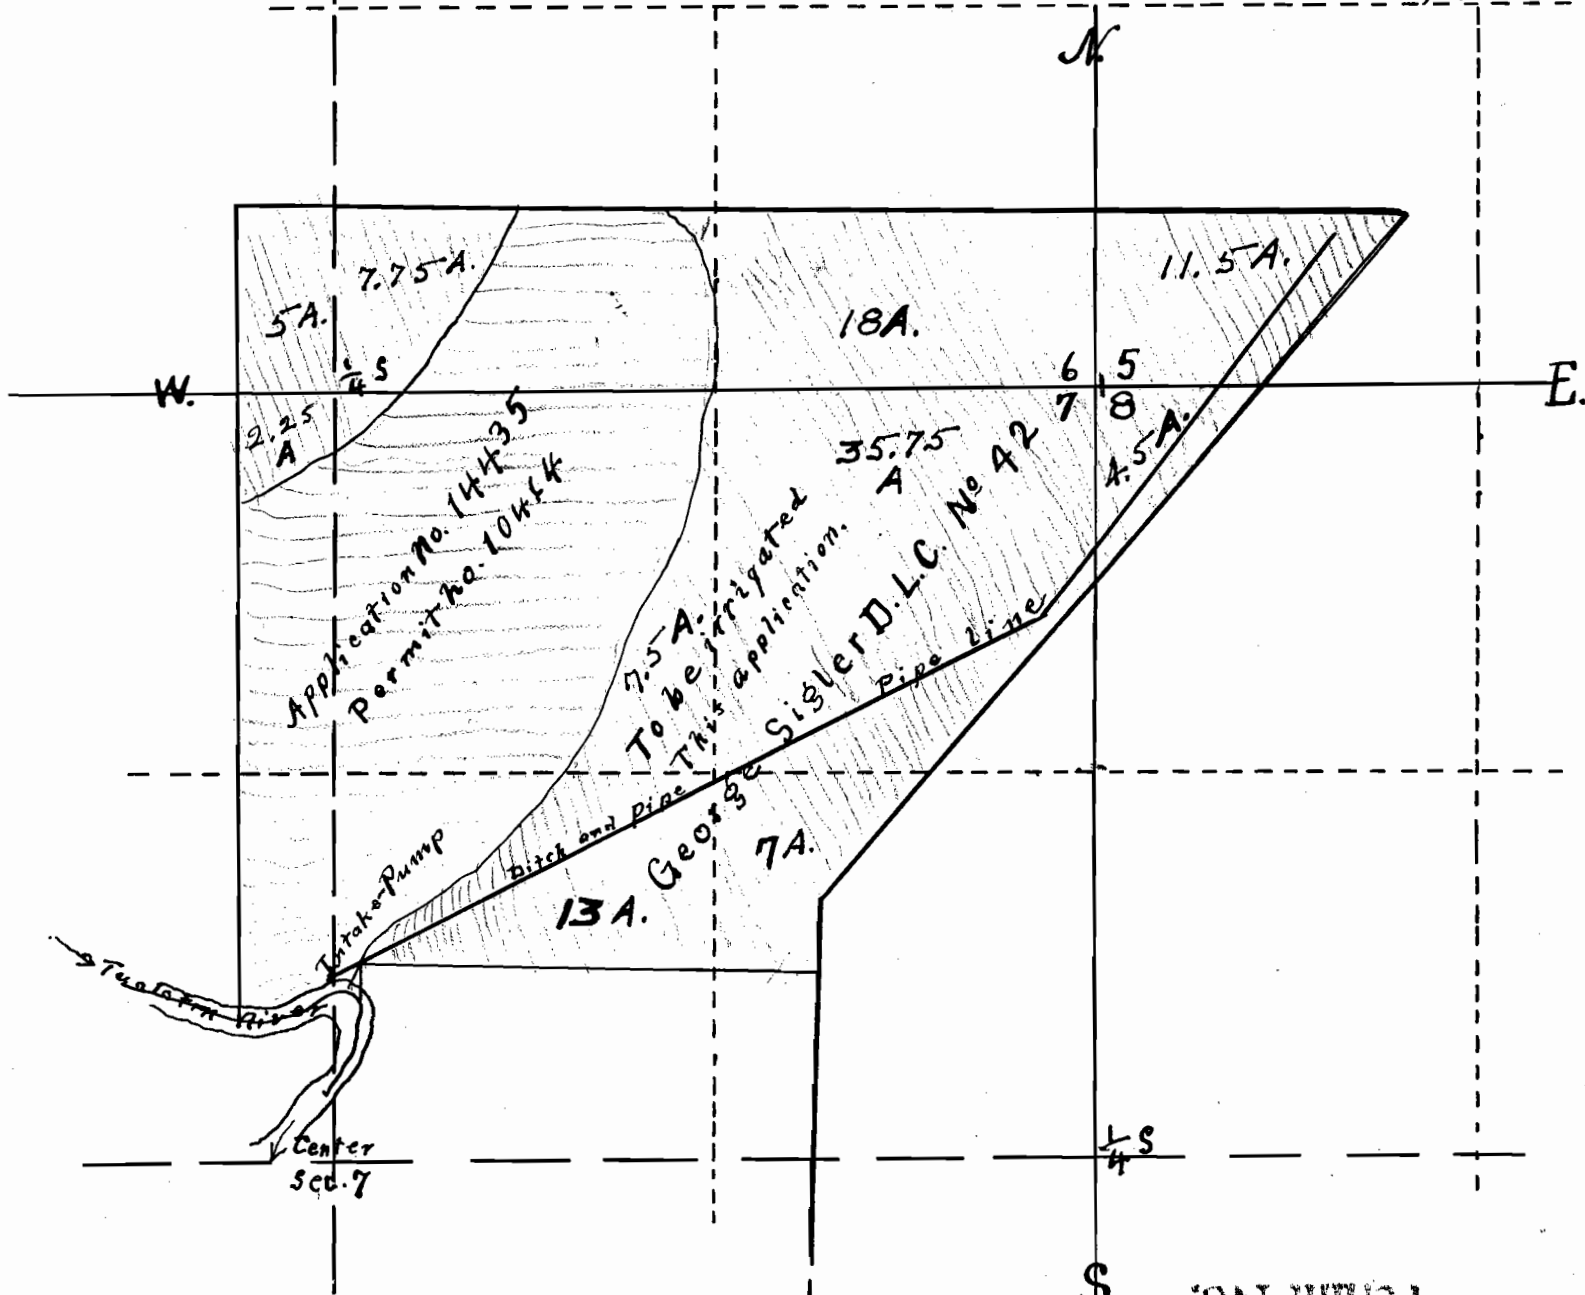 N.
7.75 A.
11.5 A.
5 A.
18 A.
1/4 S
6 5
W.
E.
7 8
2.25
A
35.75
A
4.5 A.
Application No. 14435
Permit No. 10414
7.5 A.
To be irrigated
This application.
George Sigler D.L.C. No 42
Pipe line
Ditch and Pipe
7 A.
13 A.
Intake-Pump
Tualatin River
Center
Sec. 7
1/4 S
S